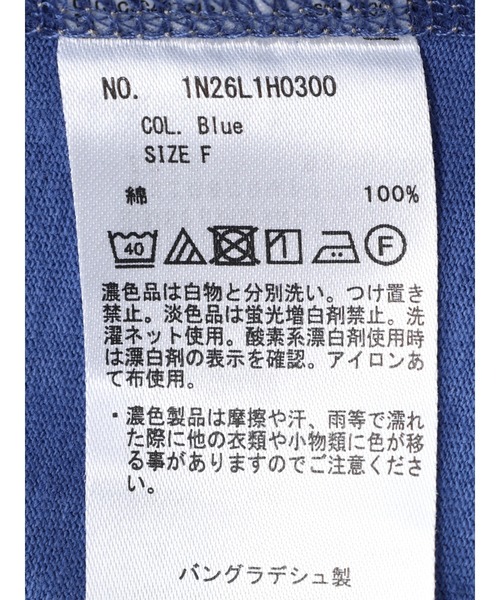 NO. 1N26L1H0300
COL. Blue
SIZE F
綿 100%
40 F
濃色品は白物と分別洗い。つけ置き
禁止。淡色品は蛍光増白剤禁止。洗
濯ネット使用。酸素系漂白剤使用時
は漂白剤の表示を確認。アイロンあ
て布使用。
・濃色製品は摩擦や汗、雨等で濡れ
た際に他の衣類や小物類に色が移
る事がありますのでご注意くださ
い。
バングラデシュ製